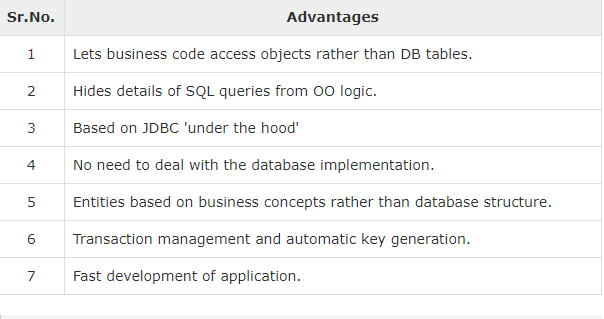 Sr.No. Advantages
1 Lets business code access objects rather than DB tables.
2 Hides details of SQL queries from OO logic.
3 Based on JDBC 'under the hood'
4 No need to deal with the database implementation.
5 Entities based on business concepts rather than database structure.
6 Transaction management and automatic key generation.
7 Fast development of application.